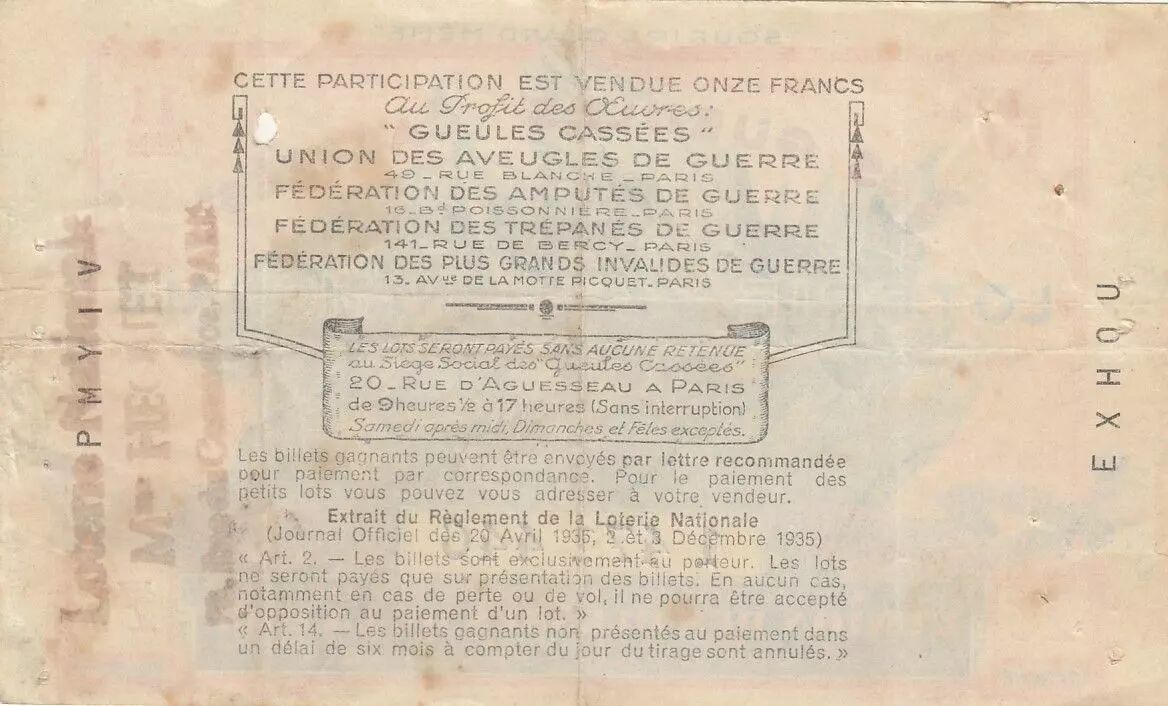 CETTE PARTICIPATION EST VENDUE ONZE FRANCS
Au Profit des Œuvres:
" GUEULES CASSÉES "
UNION DES AVEUGLES DE GUERRE
49 _ RUE BLANCHE _ PARIS
FÉDÉRATION DES AMPUTÉS DE GUERRE
16_Bd POISSONNIÈRE_PARIS
FÉDÉRATION DES TRÉPANÉS DE GUERRE
141_RUE DE BERCY_ PARIS
FÉDÉRATION DES PLUS GRANDS INVALIDES DE GUERRE
13. AVue DE LA MOTTE PICQUET_PARIS
LES LOTS SERONT PAYÉS SANS AUCUNE RETENUE
au Siège Social des "Gueules Cassées"
20_RUE D'AGUESSEAU A PARIS
de 9 heures ½ à 17 heures (Sans interruption)
Samedi après midi, Dimanches et Fêtes exceptés.
Les billets gagnants peuvent être envoyés par lettre recommandée
pour paiement par correspondance. Pour le paiement des
petits lots vous pouvez vous adresser à votre vendeur.
Extrait du Règlement de la Loterie Nationale
(Journal Officiel des 20 Avril 1935, 2 et 3 Décembre 1935)
« Art. 2. — Les billets sont exclusivement au porteur. Les lots
ne seront payés que sur présentation des billets. En aucun cas,
notamment en cas de perte ou de vol, il ne pourra être accepté
d'opposition au paiement d'un lot. »
« Art. 14. — Les billets gagnants non présentés au paiement dans
un délai de six mois à compter du jour du tirage sont annulés. »
PMYIV
EXHOU